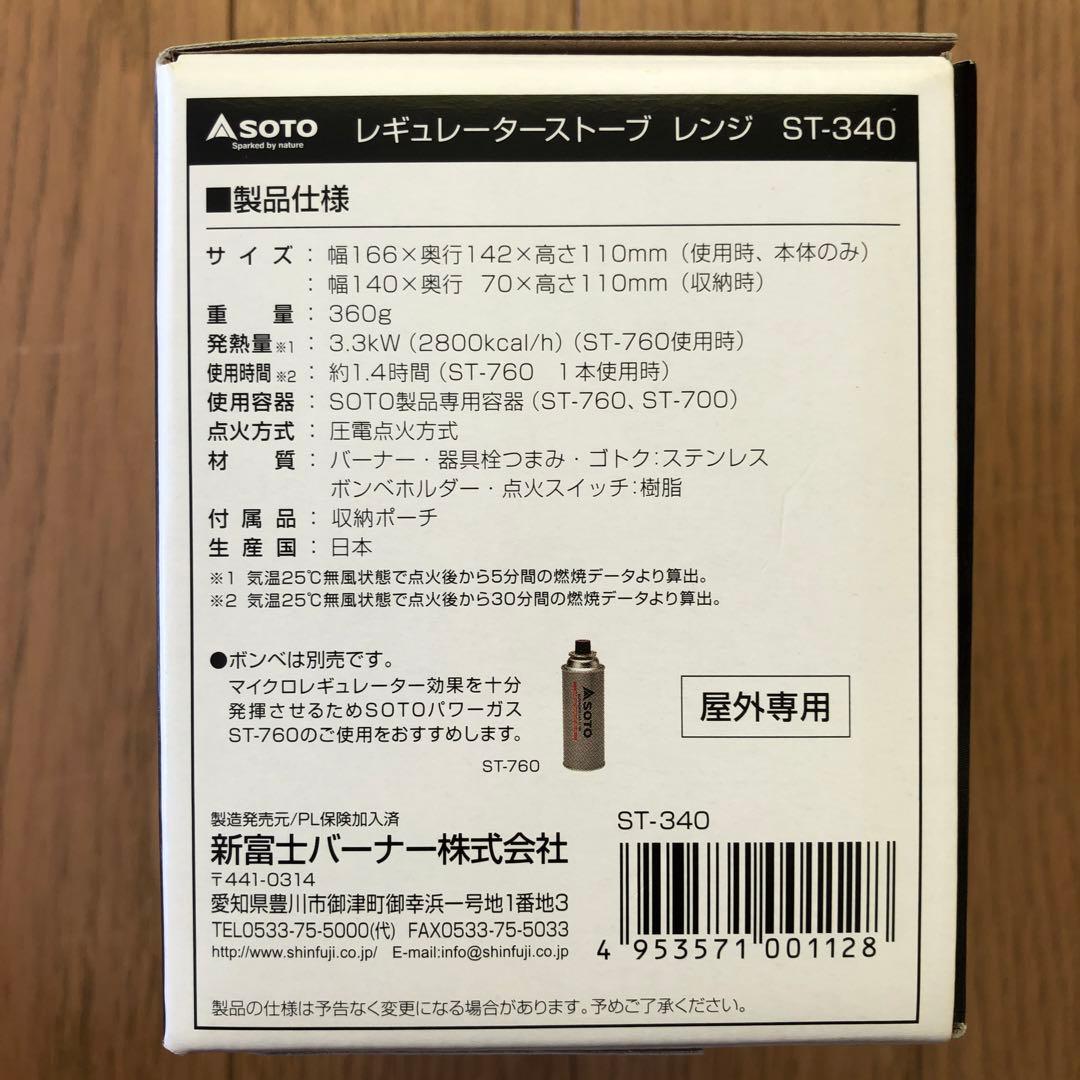 SOTO レギュレーターストーブ レンジ ST-340
Sparked by nature
■製品仕様
サイズ：幅166×奥行142×高さ110mm（使用時、本体のみ）
：幅140×奥行 70×高さ110mm（収納時）
重量：360g
発熱量※1：3.3kW（2800kcal/h）（ST-760使用時）
使用時間※2：約1.4時間（ST-760 1本使用時）
使用容器：SOTO製品専用容器（ST-760、ST-700）
点火方式：圧電点火方式
材質：バーナー・器具栓つまみ・ゴトク：ステンレス
ボンベホルダー・点火スイッチ：樹脂
付属品：収納ポーチ
生産国：日本
※1 気温25℃無風状態で点火後から5分間の燃焼データより算出。
※2 気温25℃無風状態で点火後から30分間の燃焼データより算出。
●ボンベは別売です。
マイクロレギュレーター効果を十分
発揮させるためSOTOパワーガス
ST-760のご使用をおすすめします。
SOTO
ST-760
屋外専用
製造発売元/PL保険加入済
新富士バーナー株式会社
〒441-0314
愛知県豊川市御津町御幸浜一号地1番地3
TEL0533-75-5000(代) FAX0533-75-5033
http://www.shinfuji.co.jp/ E-mail:info@shinfuji.co.jp
ST-340
4 953571 001128
製品の仕様は予告なく変更になる場合があります。予めご了承ください。